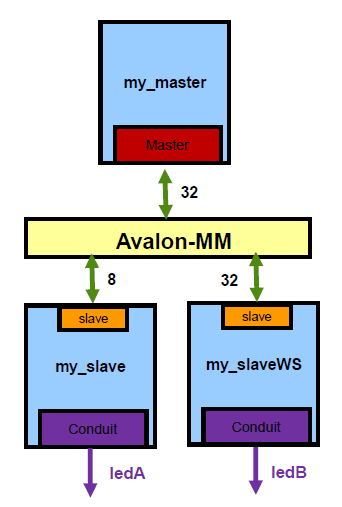 my_master
Master
32
Avalon-MM
8
32
slave
slave
my_slave
my_slaveWS
Conduit
Conduit
ledA
ledB